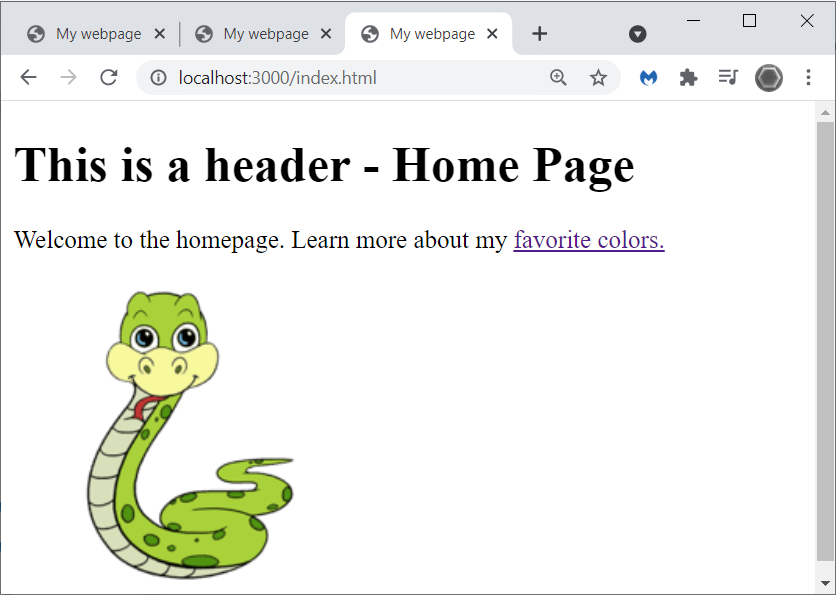 My webpage
My webpage
My webpage
localhost:3000/index.html
This is a header - Home Page
Welcome to the homepage. Learn more about my favorite colors.